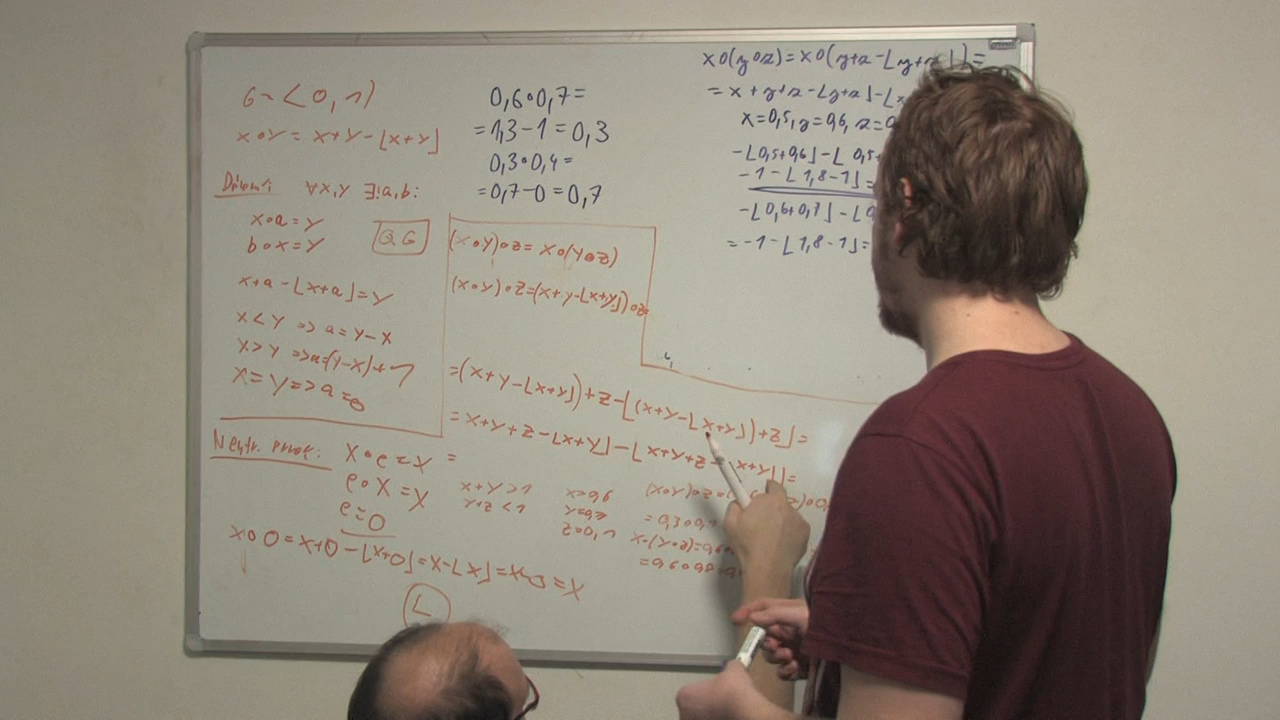 G = <0,1)
x∘y = x+y-⌊x+y⌋
Dělení: ∀x,y ∃!a,b:
x∘a=y
b∘x=y
QG
x+a-⌊x+a⌋=y
x<y => a=y-x
x>y => a=(y-x)+1
x=y => a=0
Neutr. prvek:
x∘e=x =
e∘x=x
e=0
x∘0=x+0-⌊x+0⌋=x-⌊x⌋=x-0=x
L
0,6∘0,7=
=1,3-1=0,3
0,3∘0,4=
=0,7-0=0,7
(x∘y)∘z=x∘(y∘z)
(x∘y)∘z=(x+y-⌊x+y⌋)∘z=
=(x+y-⌊x+y⌋)+z-⌊(x+y-⌊x+y⌋)+z⌋=
=x+y+z-⌊x+y⌋-⌊x+y+z-⌊x+y⌋⌋=
x+y>1
y+z<1
x=0,6
z=0,1
x∘(y∘z)=x∘(y+z-⌊y+z⌋)=
=x+y+z-⌊y+z⌋-⌊x
x=0,5, y=0,6, z=0
-⌊0,5+0,6⌋-⌊0,5+
-1-⌊1,8-1⌋=
-⌊0,6+0,7⌋-⌊0
=-1-⌊1,8-1⌋=